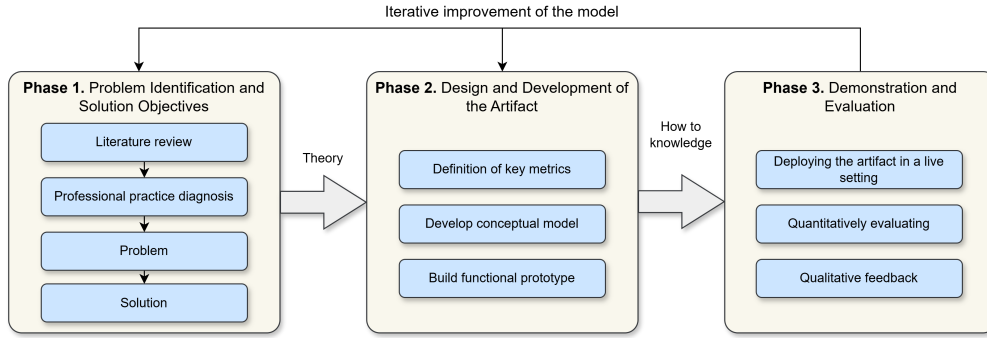 Iterative improvement of the model
Phase 1. Problem Identification and
Solution Objectives
Literature review
Professional practice diagnosis
Problem
Solution
Theory
Phase 2. Design and Development of
the Artifact
Definition of key metrics
Develop conceptual model
Build functional prototype
How to
knowledge
Phase 3. Demonstration and
Evaluation
Deploying the artifact in a live
setting
Quantitatively evaluating
Qualitative feedback